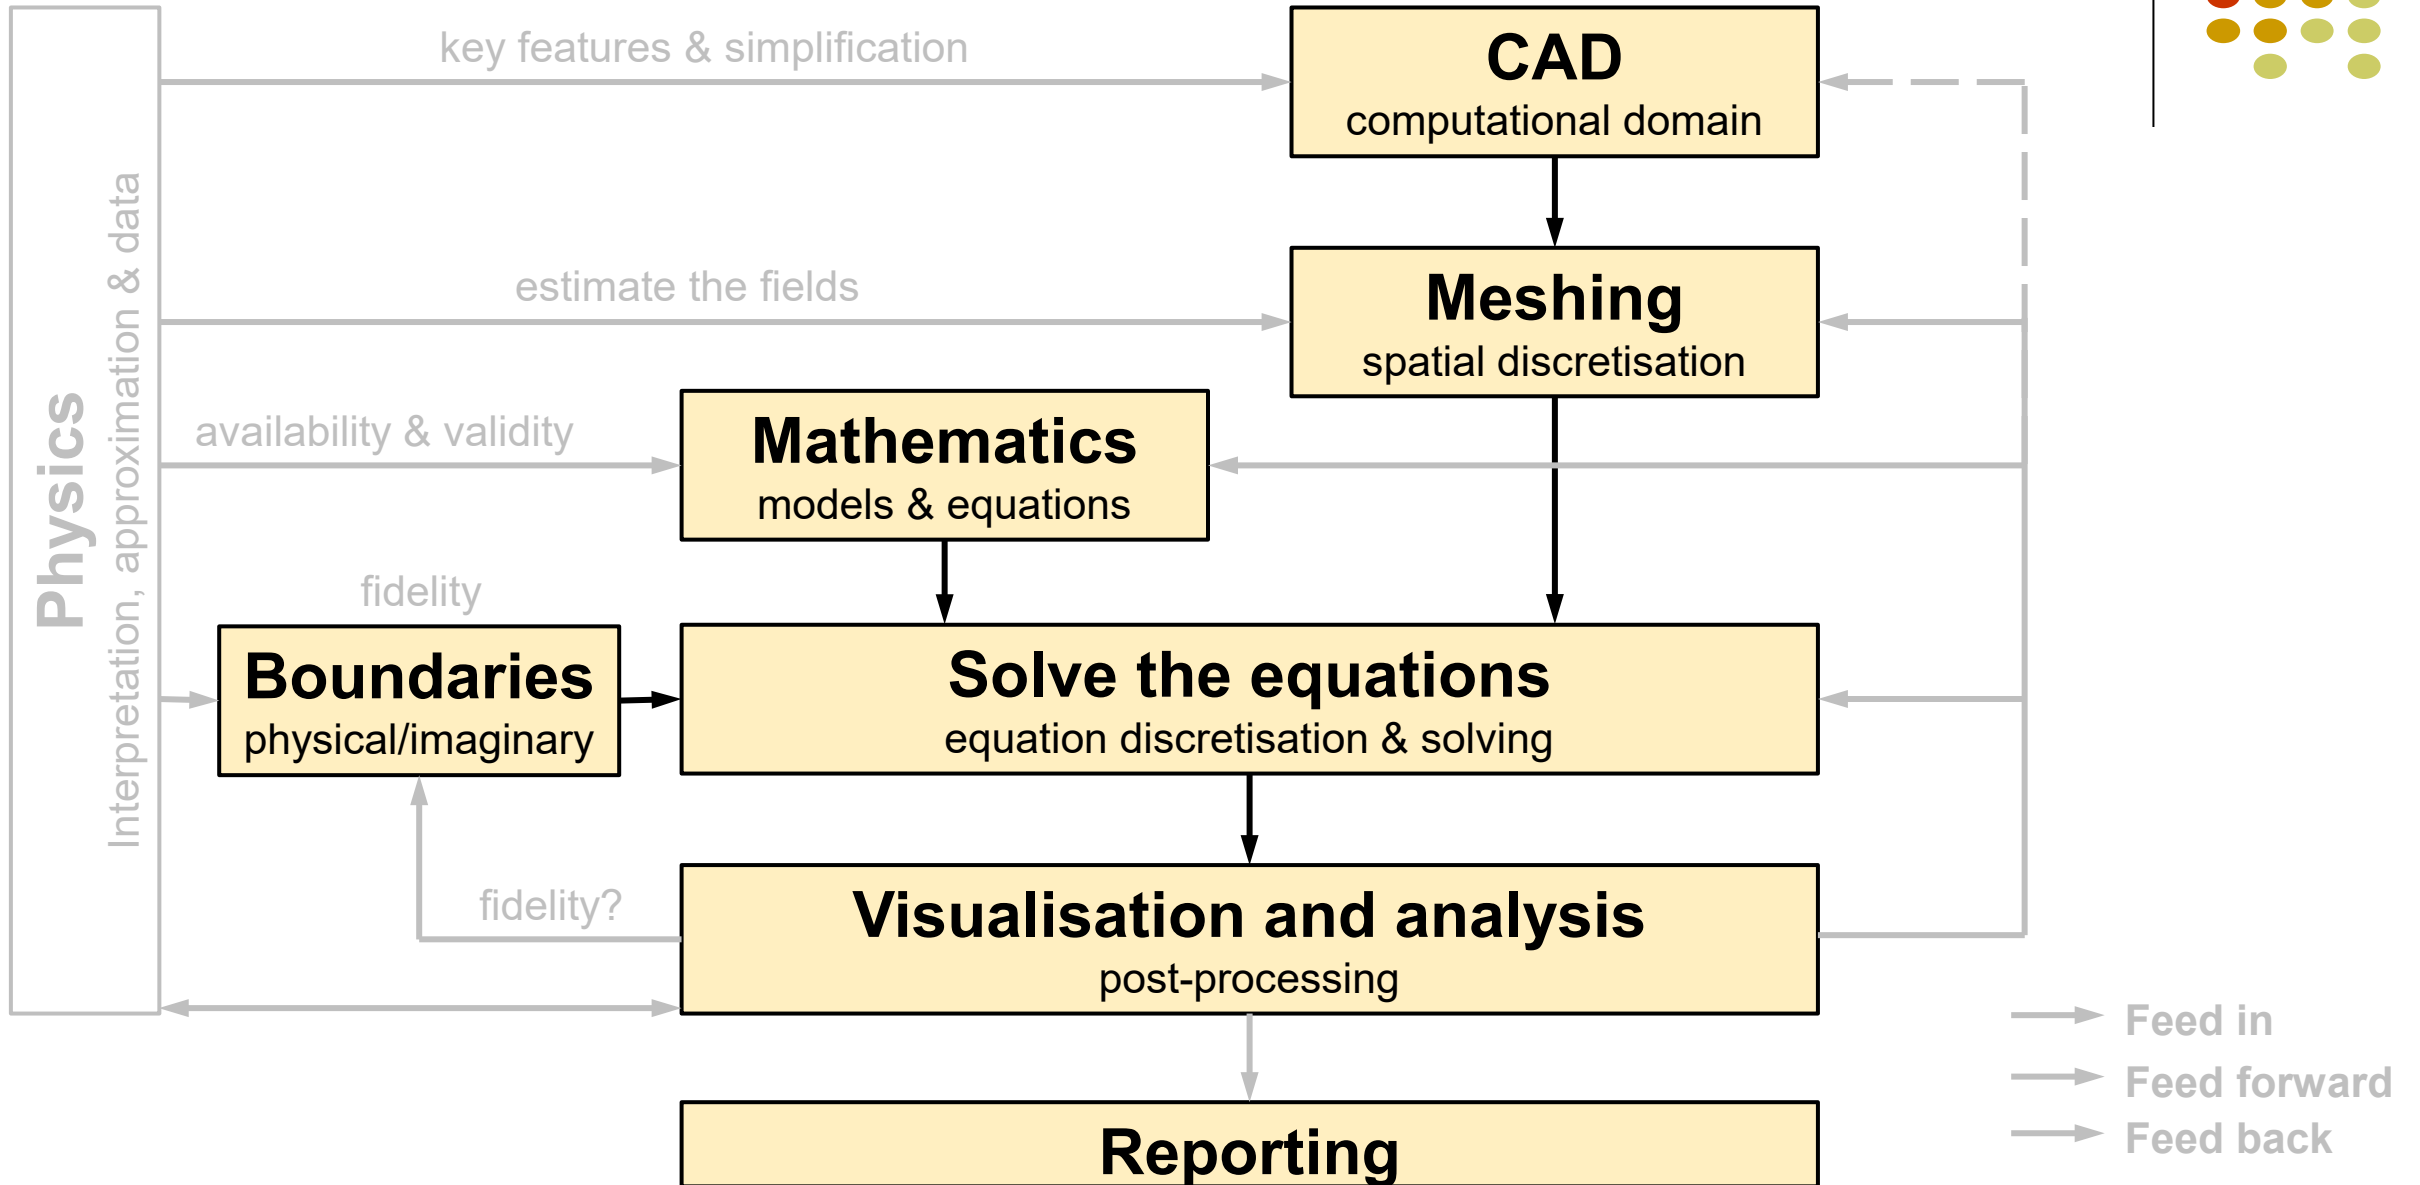 key features & simplification
CAD
computational domain
Physics
Interpretation, approximation & data
estimate the fields
Meshing
spatial discretisation
availability & validity
Mathematics
models & equations
fidelity
Boundaries
physical/imaginary
Solve the equations
equation discretisation & solving
fidelity?
Visualisation and analysis
post-processing
Feed in
Feed forward
Feed back
Reporting